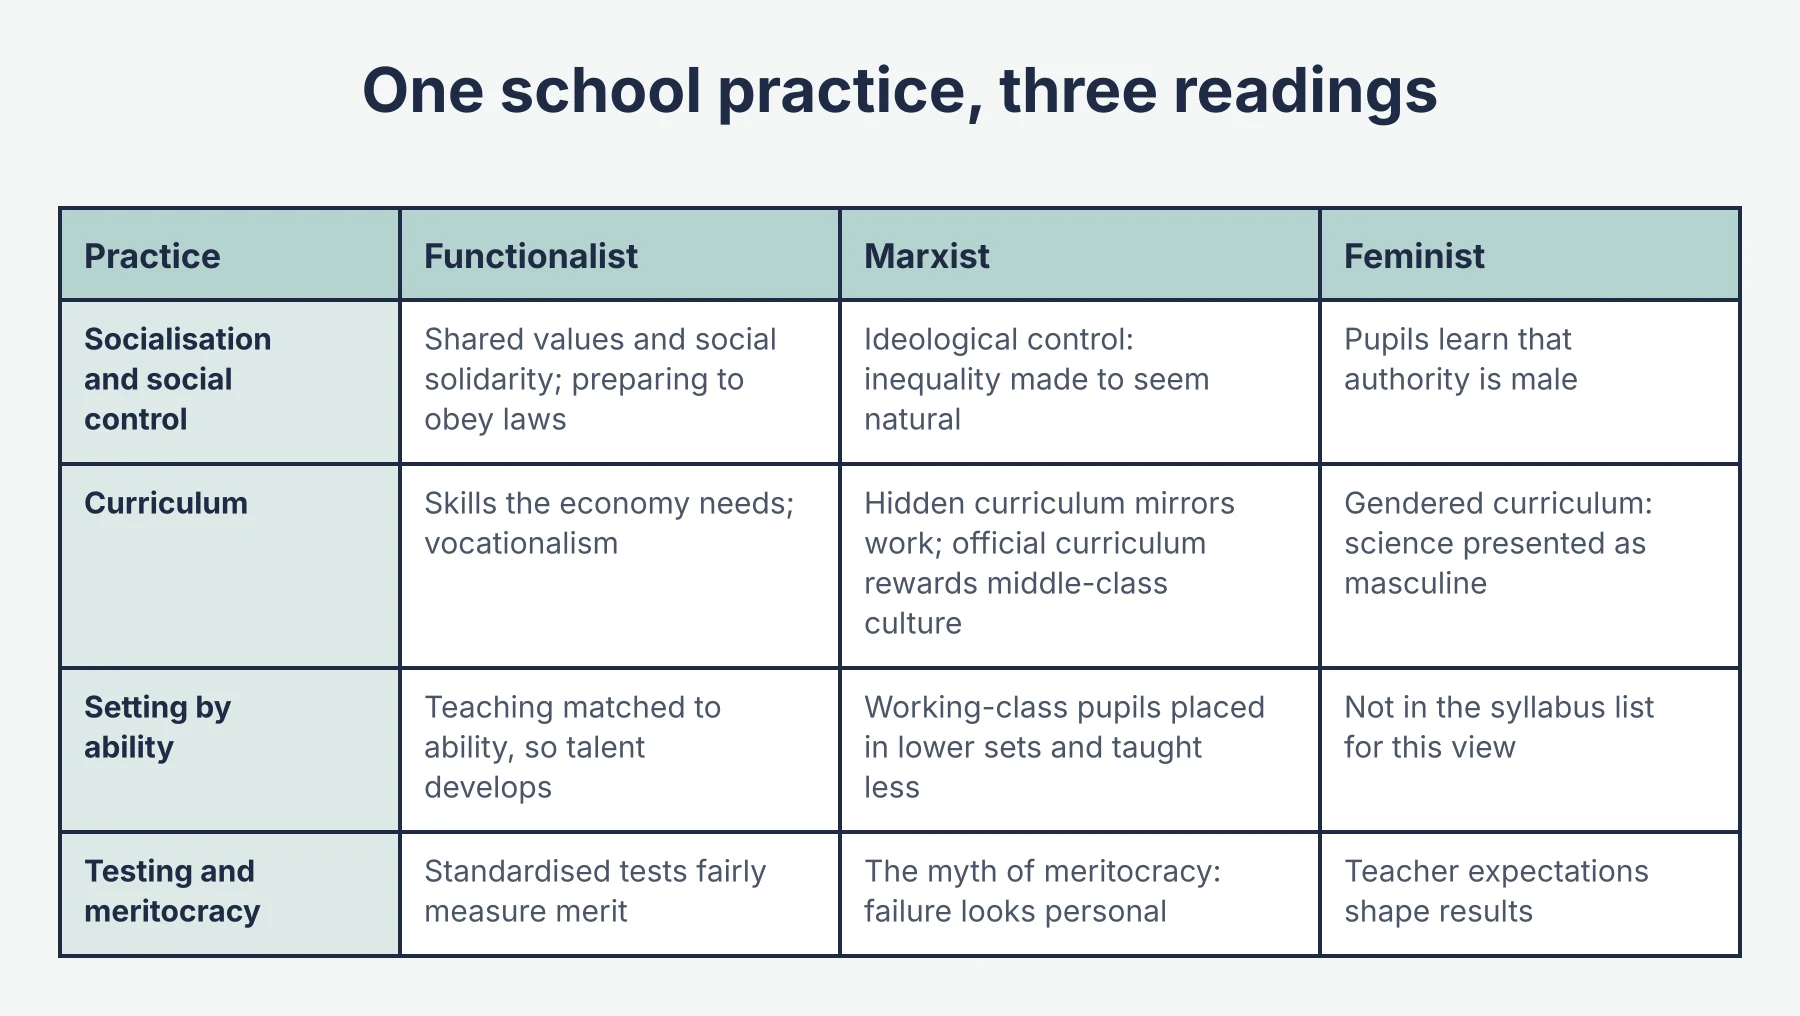 One school practice, three readings
Practice
Functionalist
Marxist
Feminist
Socialisation
and social
control
Shared values and social
solidarity; preparing to
obey laws
Ideological control:
inequality made to seem
natural
Pupils learn that
authority is male
Curriculum
Skills the economy needs;
vocationalism
Hidden curriculum mirrors
work; official curriculum
rewards middle-class
culture
Gendered curriculum:
science presented as
masculine
Setting by
ability
Teaching matched to
ability, so talent
develops
Working-class pupils placed
in lower sets and taught
less
Not in the syllabus list
for this view
Testing and
meritocracy
Standardised tests fairly
measure merit
The myth of meritocracy:
failure looks personal
Teacher expectations
shape results